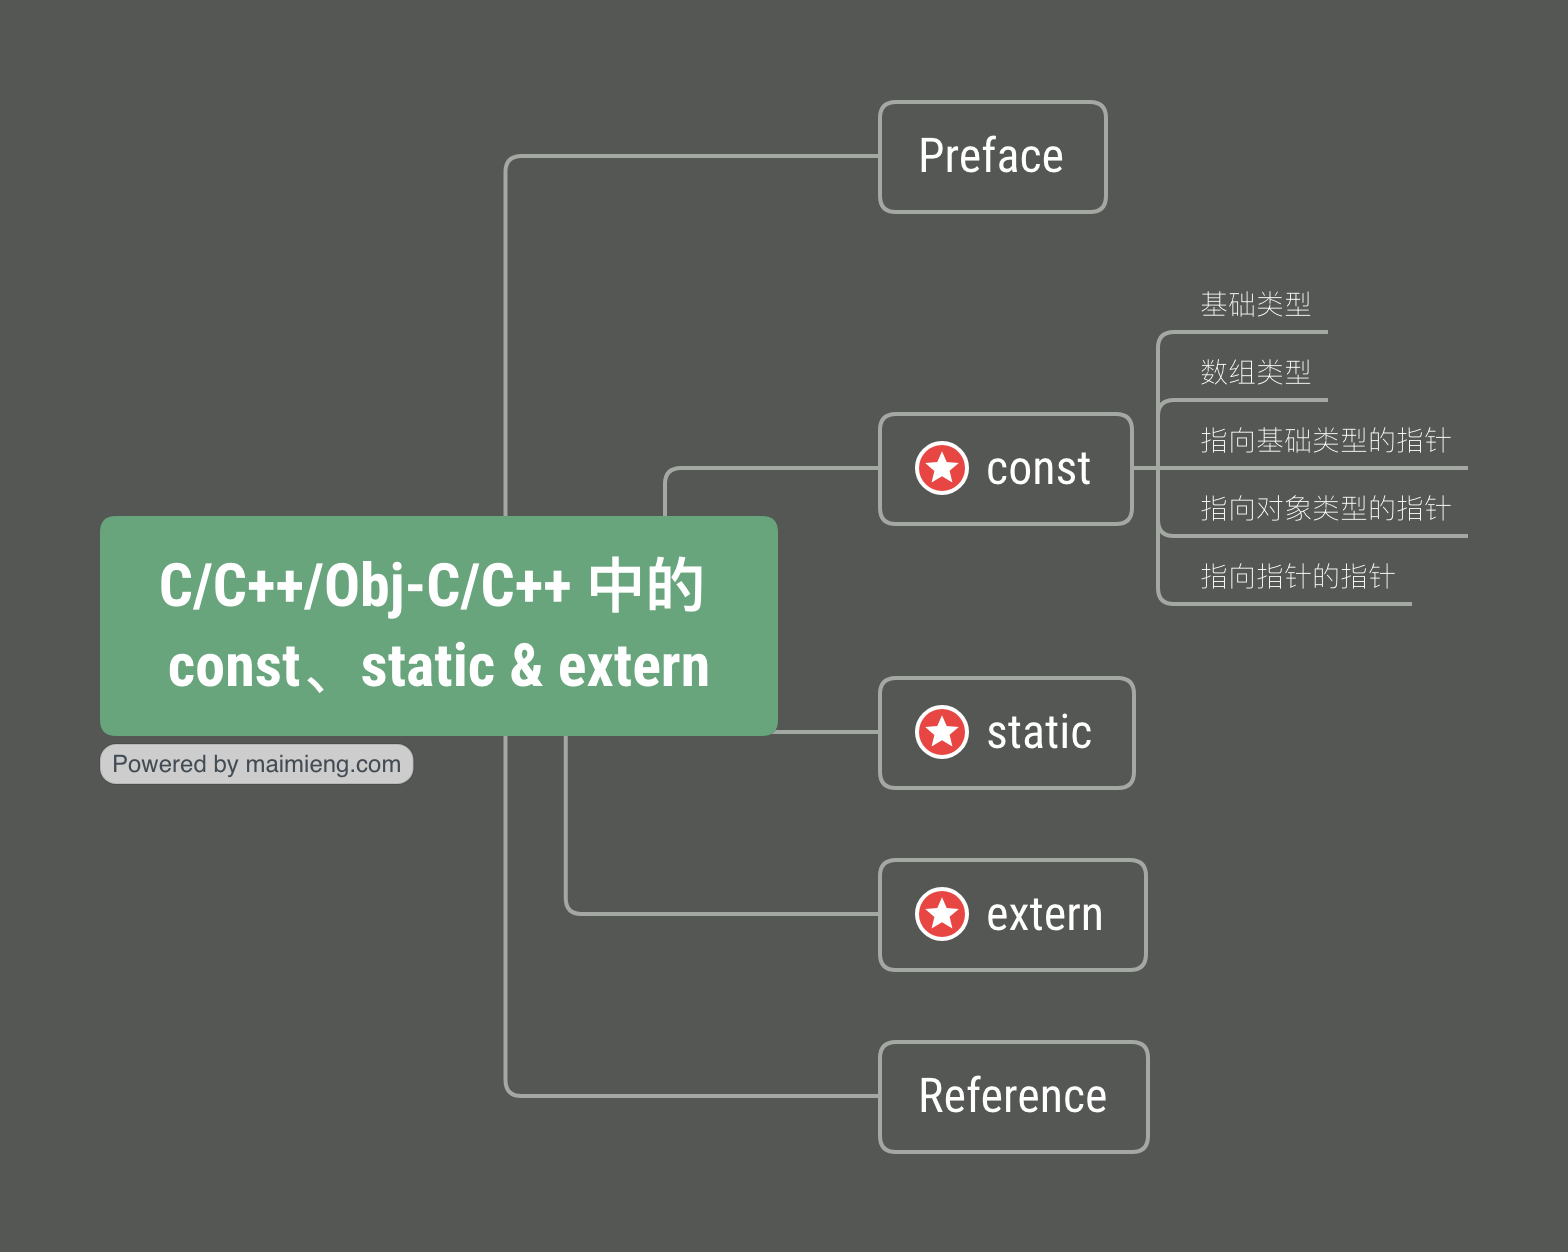 Preface
基础类型
数组类型
指向基础类型的指针
const
指向对象类型的指针
指向指针的指针
C/C++/Obj-C/C++ 中的
const、static & extern
static
Powered by maimieng.com
extern
Reference